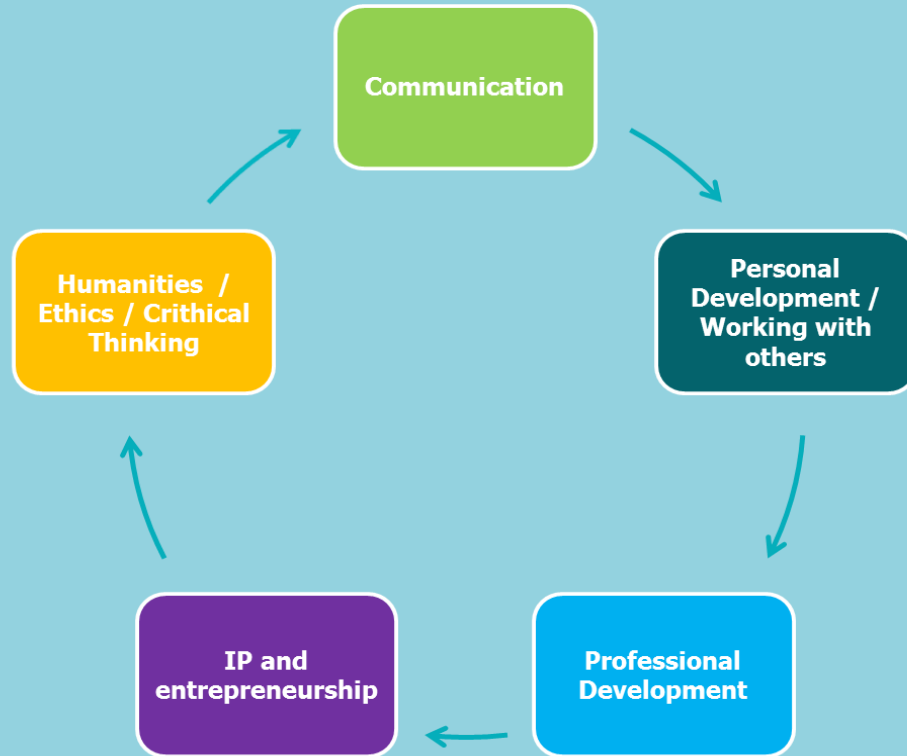 Communication
Personal
Development /
Working with
others
Professional
Development
IP and
entrepreneurship
Humanities  /
Ethics / Crithical
Thinking